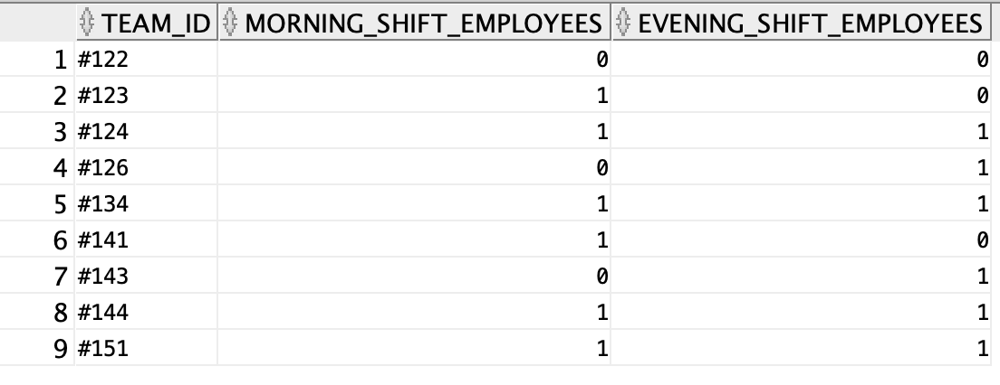 TEAM_ID MORNING_SHIFT_EMPLOYEES EVENING_SHIFT_EMPLOYEES
1 #122 0 0
2 #123 1 0
3 #124 1 1
4 #126 0 1
5 #134 1 1
6 #141 1 0
7 #143 0 1
8 #144 1 1
9 #151 1 1